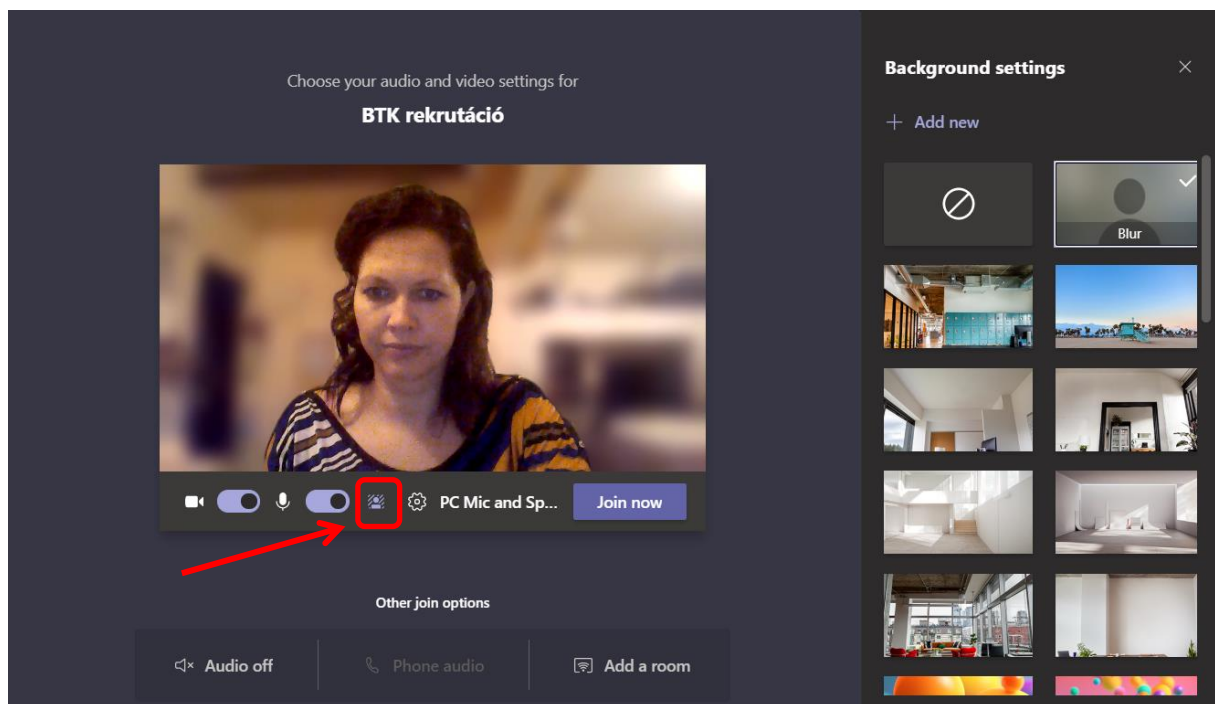 Choose your audio and video settings for
BTK rekrutáció
PC Mic and Sp...
Join now
Other join options
Audio off
Phone audio
Add a room
Background settings
Add new
Blur